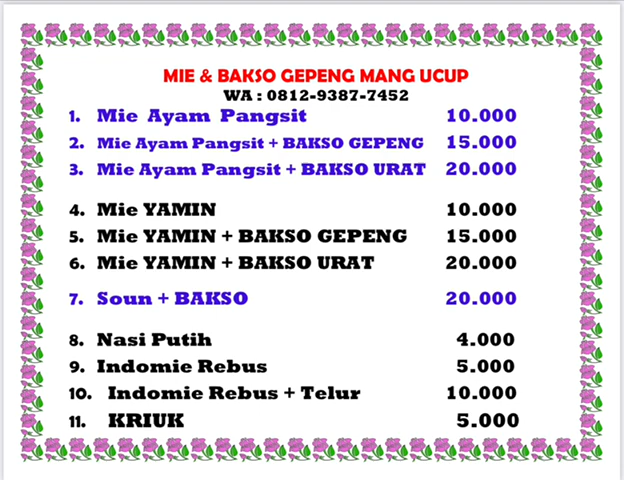 MIE & BAKSO GEPENG MANG UCUP
WA : 0812-9387-7452
1. Mie Ayam Pangsit 10.000
2. Mie Ayam Pangsit + BAKSO GEPENG 15.000
3. Mie Ayam Pangsit + BAKSO URAT 20.000
4. Mie YAMIN 10.000
5. Mie YAMIN + BAKSO GEPENG 15.000
6. Mie YAMIN + BAKSO URAT 20.000
7. Soun + BAKSO 20.000
8. Nasi Putih 4.000
9. Indomie Rebus 5.000
10. Indomie Rebus + Telur 10.000
11. KRIUK 5.000